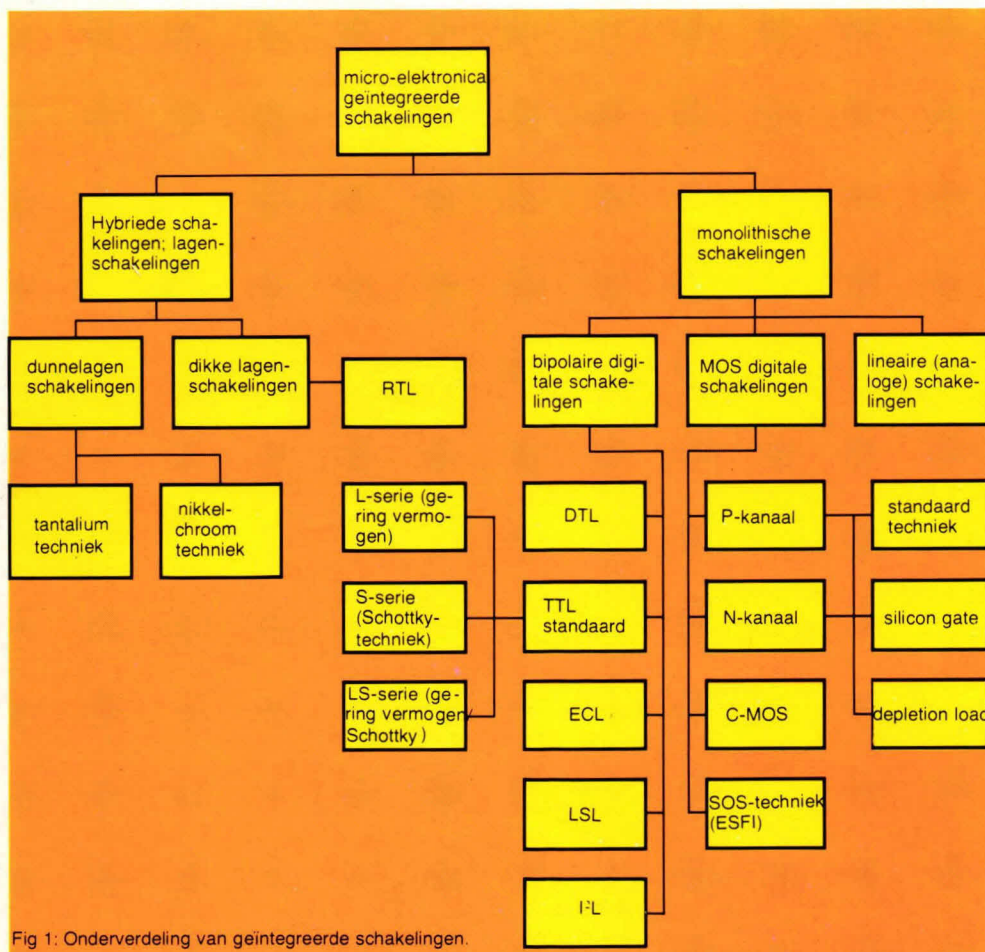 micro-elektronica
geïntegreerde
schakelingen
Hybriede scha-
kelingen; lagen-
schakelingen
monolithische
schakelingen
dunnelagen
schakelingen
dikke lagen-
schakelingen
RTL
bipolaire digi-
tale schake-
lingen
MOS digitale
schakelingen
lineaire (ana-
loge) schake-
lingen
tantalium
techniek
nikkel-
chroom
techniek
L-serie (ge-
ring vermo-
gen)
DTL
P-kanaal
standaard
techniek
S-serie
(Schottky-
techniek)
TTL
standaard
N-kanaal
silicon gate
LS-serie (ge-
ring vermogen/
Schottky)
ECL
C-MOS
depletion load
LSL
SOS-techniek
(ESFI)
I²L
Fig 1: Onderverdeling van geïntegreerde schakelingen.